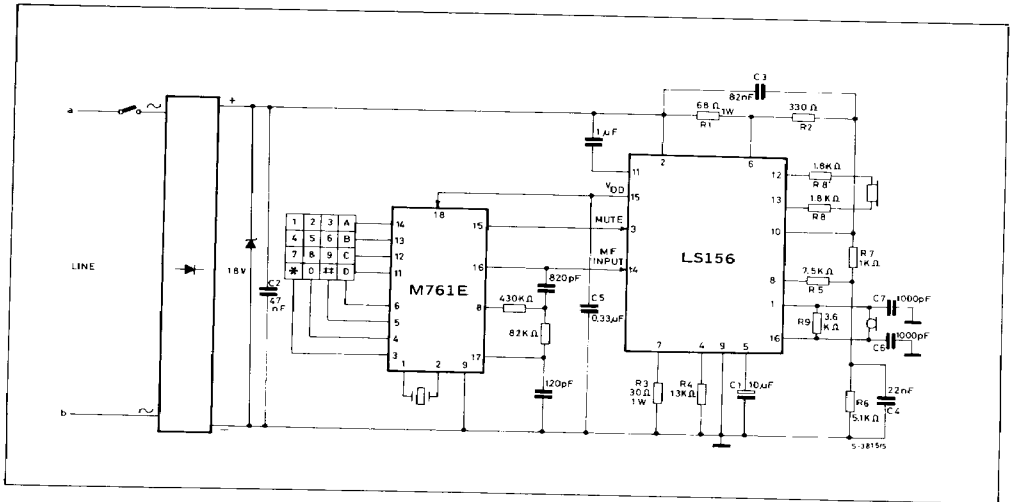 a
~
+
18V
C2
47
nF
LINE
b
~
−
1 2 3 A
4 5 6 B
7 8 9 C
* 0 # D
18
14
13
12
11
6
5
4
3
1
2
9
15
16
8
17
M761E
VDD
MUTE
MF
INPUT
820pF
430KΩ
82KΩ
120pF
C5
0,33µF
1µF
C3
82nF
68Ω
1W
R1
330Ω
R2
2
6
11
15
3
14
LS156
12
13
10
8
1
16
7
4
9
5
1.8KΩ
R8
1.8KΩ
R8
R7
1KΩ
7.5KΩ
R5
C7
1000pF
R9
3.6
KΩ
1000pF
C6
R3
30Ω
1W
R4
13KΩ
C1
10µF
R6
5.1KΩ
22nF
C4
S-3815/5